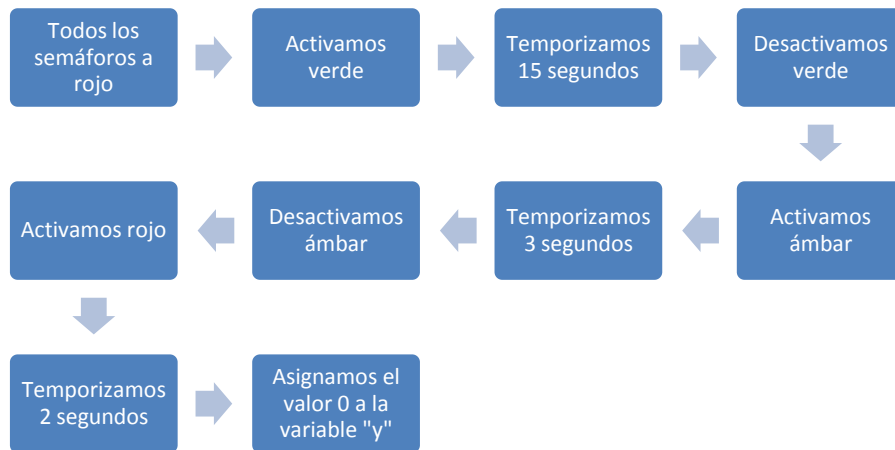 Todos los
semáforos a
rojo
Activamos
verde
Temporizamos
15 segundos
Desactivamos
verde
Activamos
ámbar
Temporizamos
3 segundos
Desactivamos
ámbar
Activamos rojo
Temporizamos
2 segundos
Asignamos el
valor 0 a la
variable "y"